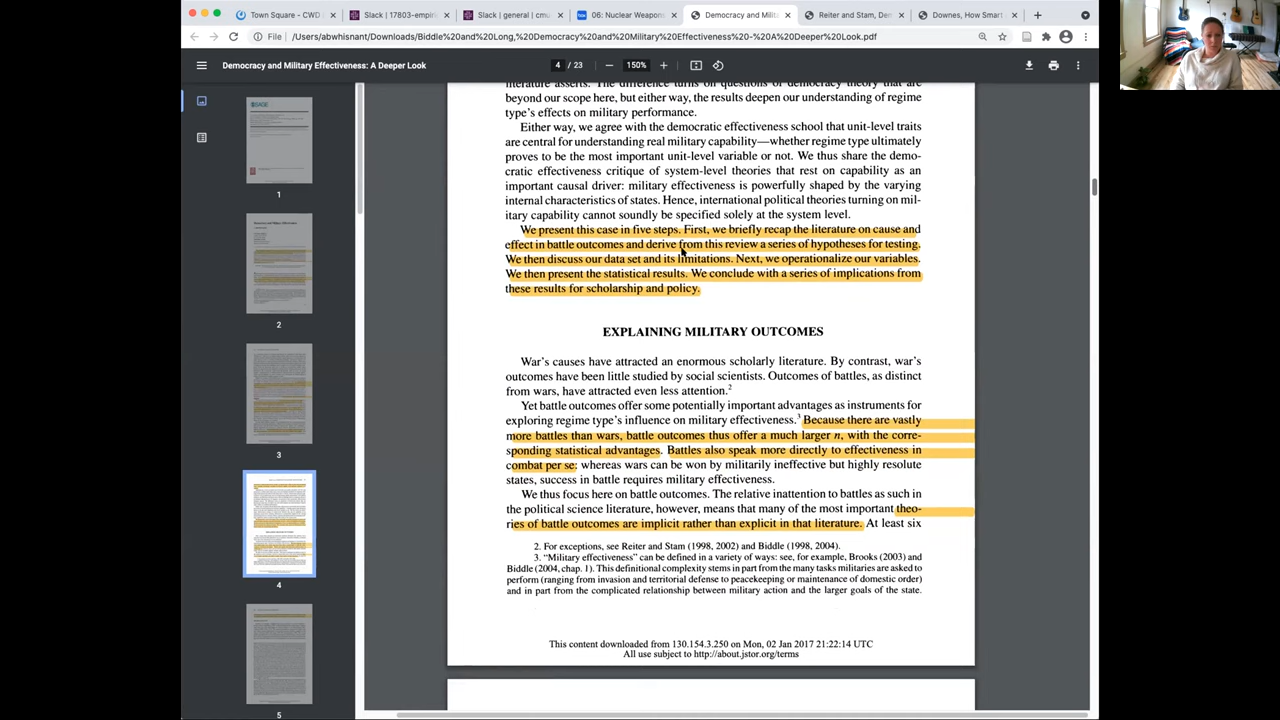 Town Square - CWD
Slack | 17803-empiri
Slack | general | cmu
06: Nuclear Weapons
Democracy and Milit
Reiter and Stam, Dem
Downes, How Smart
File
/Users/abwhisnant/Downloads/Biddle%20and%20Long,%20Democracy%20and%20Military%20Effectiveness%20-%20A%20Deeper%20Look.pdf
Democracy and Military Effectiveness: A Deeper Look
4 / 23
150%
1
2
3
4
5
literature asserts. The difference turns on questions of democracy theory that are
beyond our scope here, but either way, the results deepen our understanding of regime
type's effects on military performance.
Either way, we agree with the democratic effectiveness school that unit-level traits
are central for understanding real military capability—whether regime type ultimately
proves to be the most important unit-level variable or not. We thus share the demo-
cratic effectiveness critique of system-level theories that rest on capability as an
important causal driver: military effectiveness is powerfully shaped by the varying
internal characteristics of states. Hence, international political theories turning on mil-
itary capability cannot soundly be specified solely at the system level.
We present this case in five steps. First, we briefly recap the literature on cause and
effect in battle outcomes and derive from this review a series of hypotheses for testing.
We then discuss our data set and its limitations. Next, we operationalize our variables.
We then present the statistical results. We conclude with a series of implications from
these results for scholarship and policy.
EXPLAINING MILITARY OUTCOMES
War's causes have attracted an enormous scholarly literature. By contrast, war's
outcomes have been little studied by social scientists. Outcomes of battles, as distinct
from wars, have attracted even less attention.2
Yet battle outcomes offer some potentially important advantages as instruments for
exploring regime type's influence on military effectiveness.3 Because there are vastly
more battles than wars, battle outcomes thus offer a much larger n, with the corre-
sponding statistical advantages. Battles also speak more directly to effectiveness in
combat per se: whereas wars can be won by militarily ineffective but highly resolute
states, success in battle requires military effectiveness.
We thus focus here on battle outcomes. The relative inattention to battles as such in
the political science literature, however, means that many of the most important theo-
ries of battle outcomes are implicit rather than explicit in that literature. At least six
2. For exceptions, see Reiter and Stam (1998, 2002) and Biddle (1998, 2004).
3. "Military effectiveness" can be defined in a variety of ways: see, for example, Brooks (2003) and
Biddle (2004, chap. 1). This definitional complexity stems in part from the many tasks militaries are asked to
perform (ranging from invasion and territorial defense to peacekeeping or maintenance of domestic order)
and in part from the complicated relationship between military action and the larger goals of the state.
This content downloaded from 130.154.3.250 on Mon, 02 Jan 2017 21:22:14 UTC
All use subject to http://about.jstor.org/terms